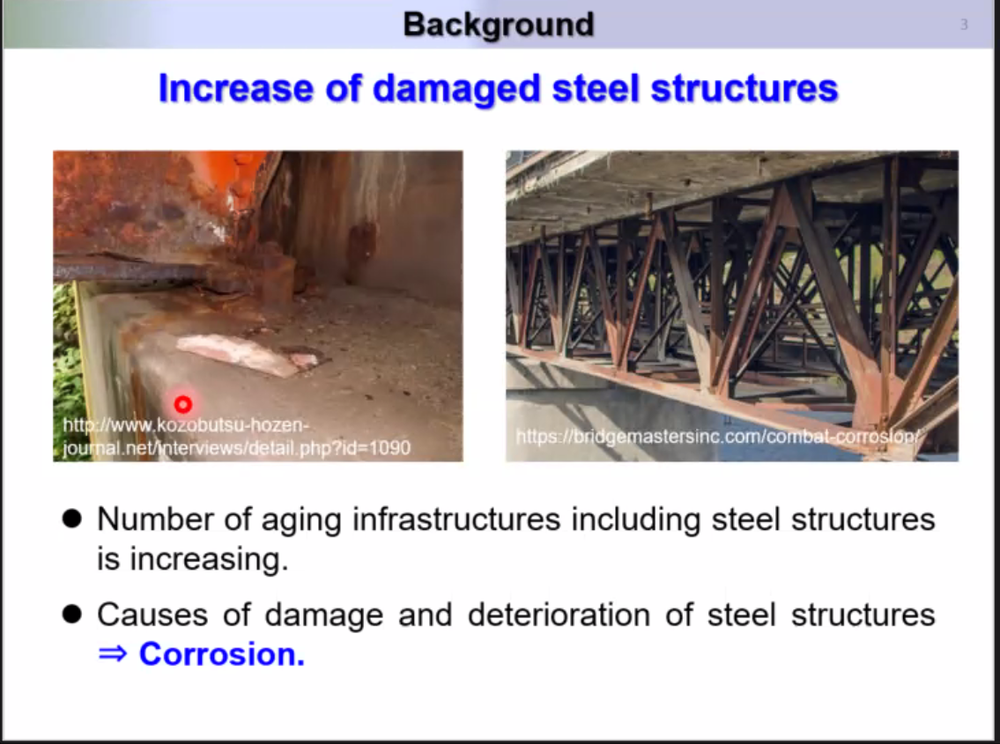 Background
3
Increase of damaged steel structures
http://www.kozobutsu-hozen-
journal.net/interviews/detail.php?id=1090
https://bridgemastersinc.com/combat-corrosiop/
● Number of aging infrastructures including steel structures
is increasing.
● Causes of damage and deterioration of steel structures
⇒ Corrosion.